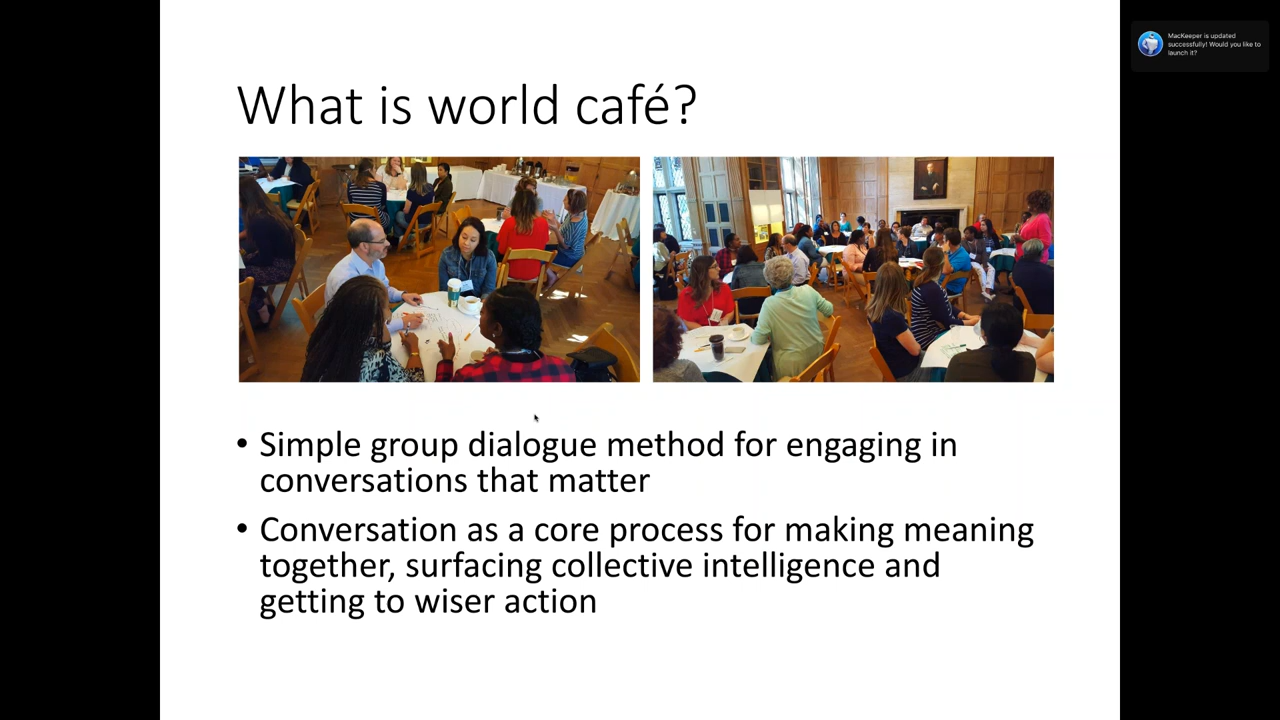 What is world café?
• Simple group dialogue method for engaging in
conversations that matter
• Conversation as a core process for making meaning
together, surfacing collective intelligence and
getting to wiser action
MacKeeper is updated
successfully! Would you like to
launch it?